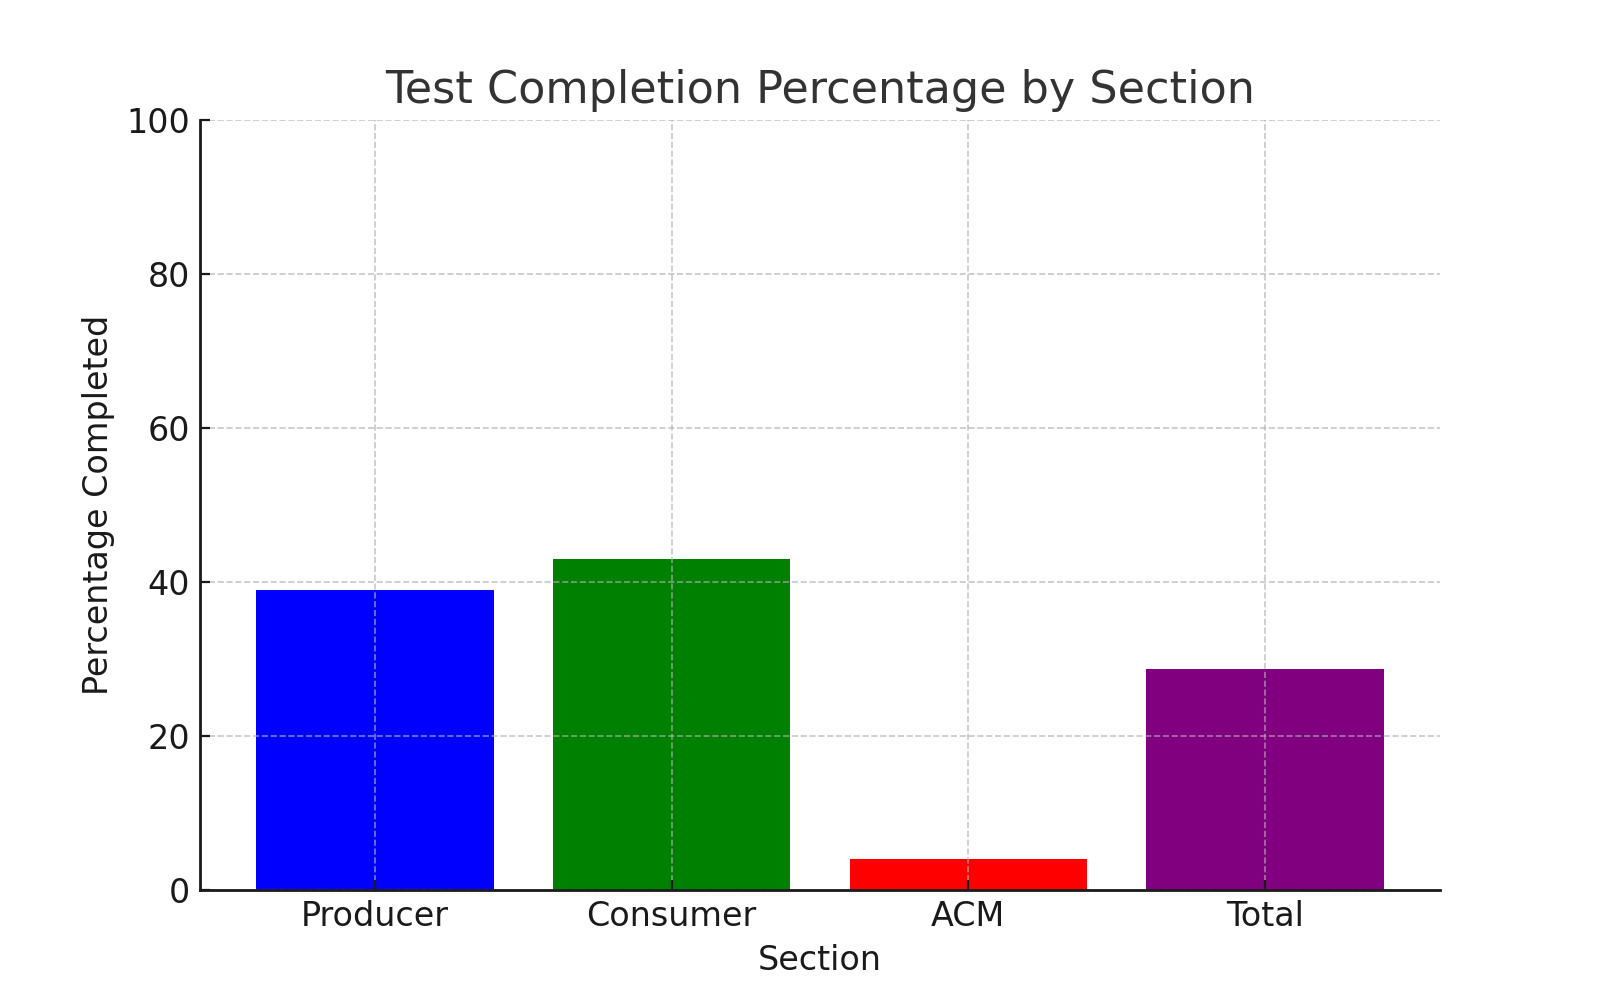 Test Completion Percentage by Section
100
80
60
40
20
0
Percentage Completed
Producer
Consumer
ACM
Total
Section